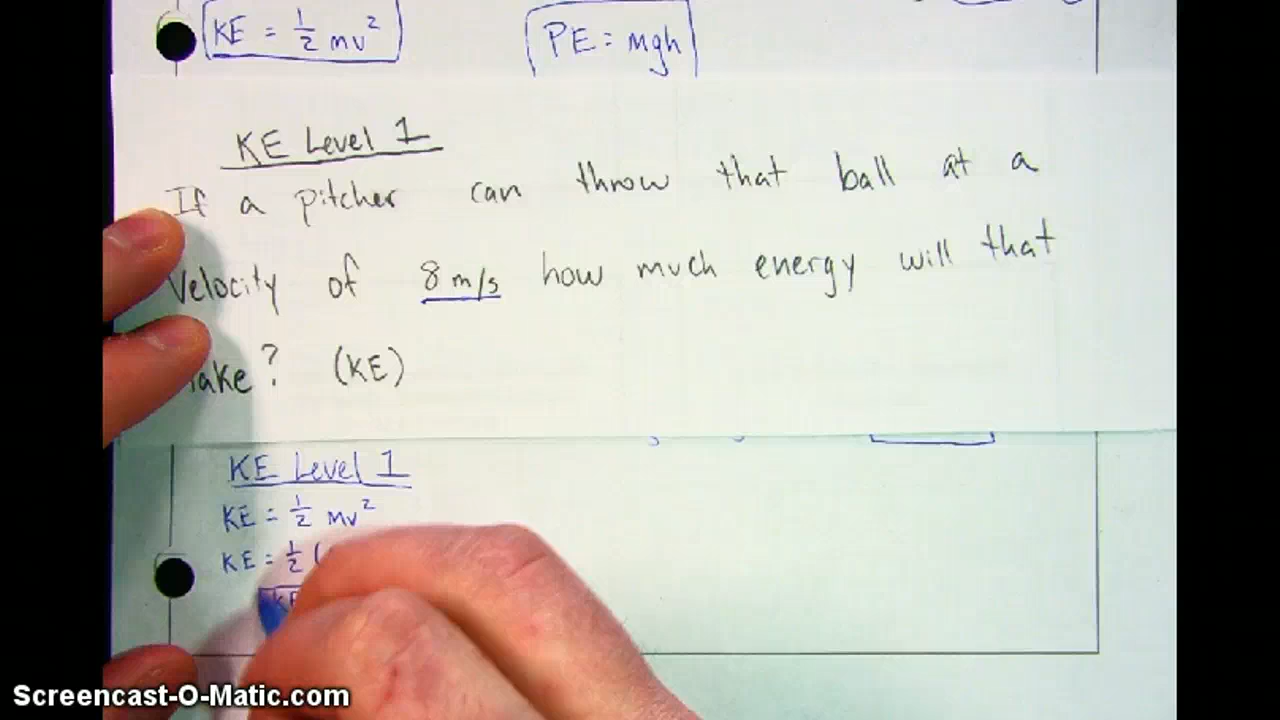 KE = 1/2 mv²
PE = mgh
KE Level 1
If a pitcher can throw that ball at a
Velocity of 8 m/s how much energy will that
? (KE)
KE Level 1
KE = 1/2 mv²
KE = 1/2 (
KE
Screencast-O-Matic.com